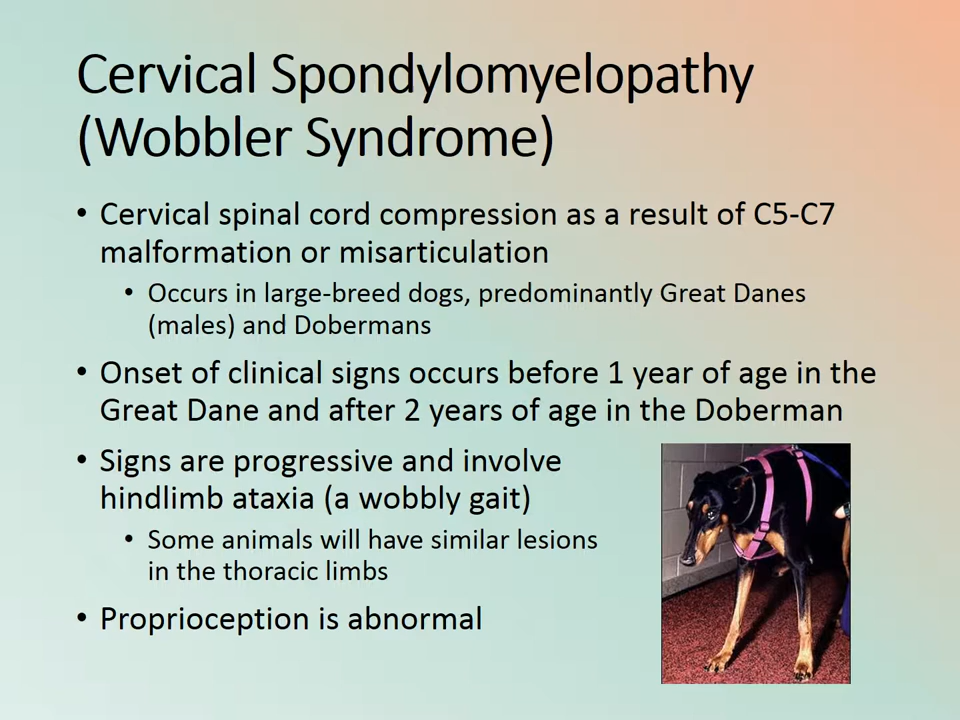 Cervical Spondylomyelopathy
(Wobbler Syndrome)
• Cervical spinal cord compression as a result of C5-C7
malformation or misarticulation
• Occurs in large-breed dogs, predominantly Great Danes
(males) and Dobermans
• Onset of clinical signs occurs before 1 year of age in the
Great Dane and after 2 years of age in the Doberman
• Signs are progressive and involve
hindlimb ataxia (a wobbly gait)
• Some animals will have similar lesions
in the thoracic limbs
• Proprioception is abnormal